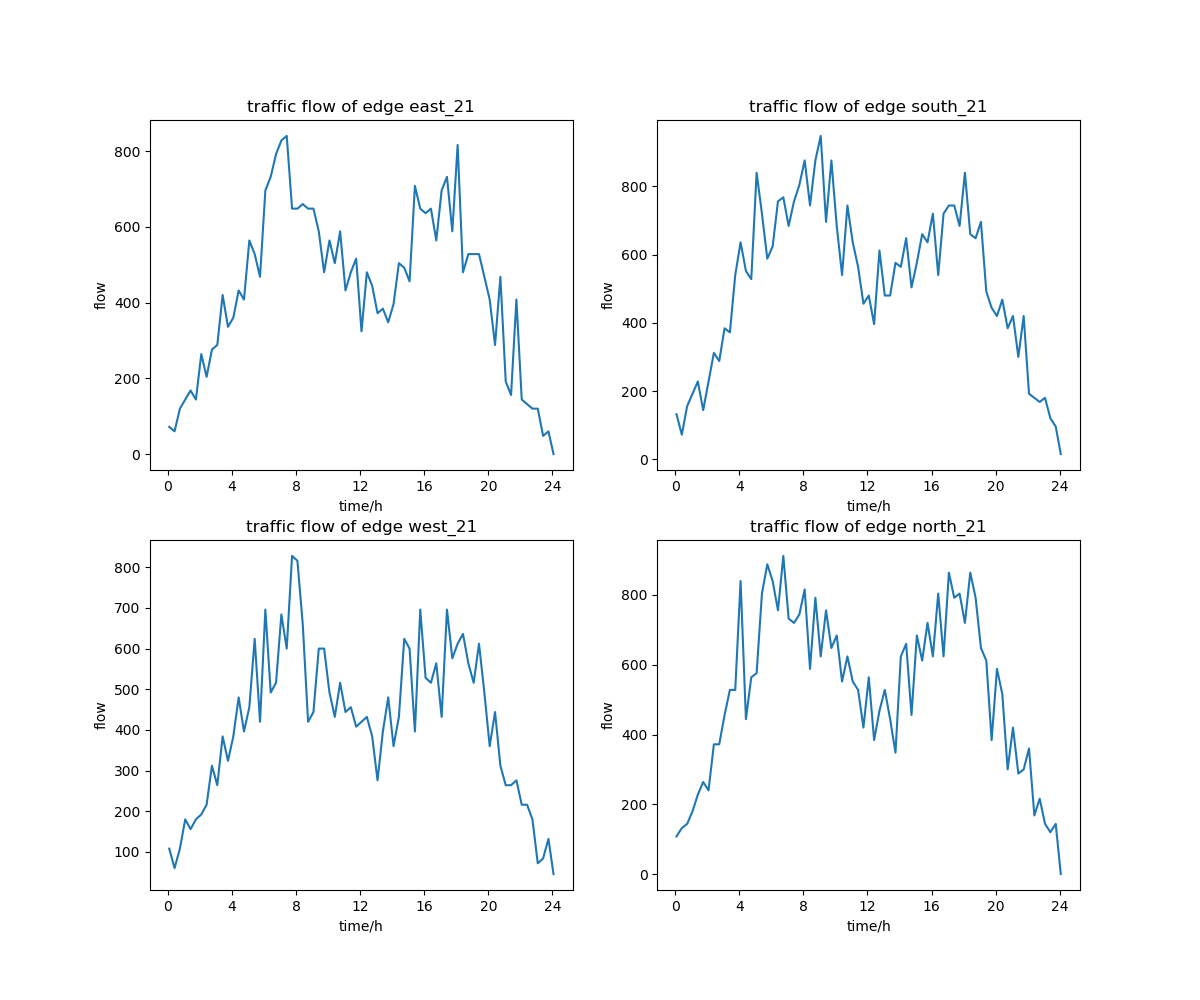 traffic flow of edge east_21
800
600
400
200
0
flow
0 4 8 12 16 20 24
time/h
traffic flow of edge south_21
800
600
400
200
0
flow
0 4 8 12 16 20 24
time/h
traffic flow of edge west_21
800
700
600
500
400
300
200
100
flow
0 4 8 12 16 20 24
time/h
traffic flow of edge north_21
800
600
400
200
0
flow
0 4 8 12 16 20 24
time/h